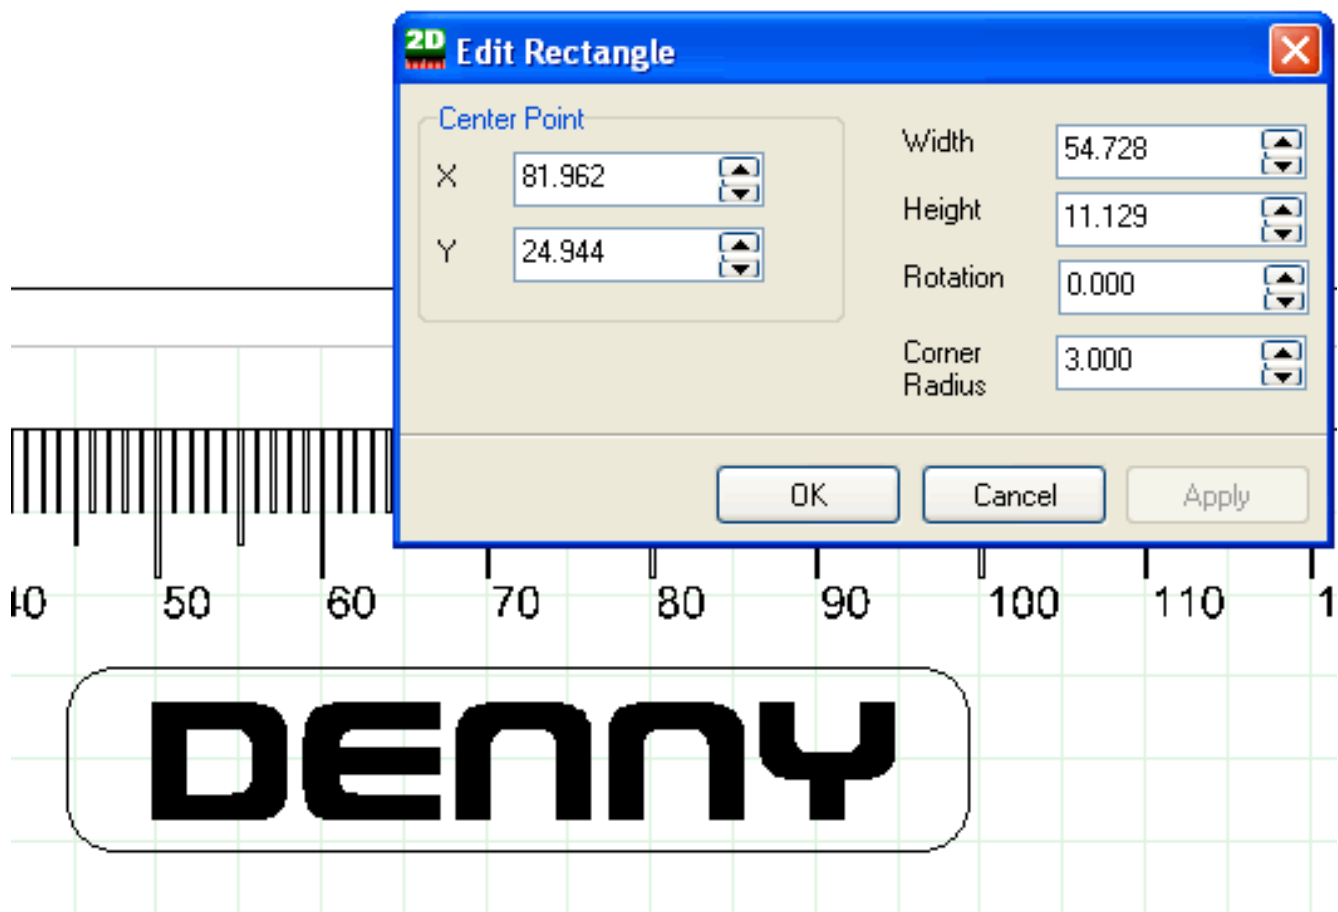 2D Edit Rectangle
Center Point
X 81.962
Y 24.944
Width 54.728
Height 11.129
Rotation 0.000
Corner Radius 3.000
OK Cancel Apply
50 60 70 80 90 100 110
DENNY